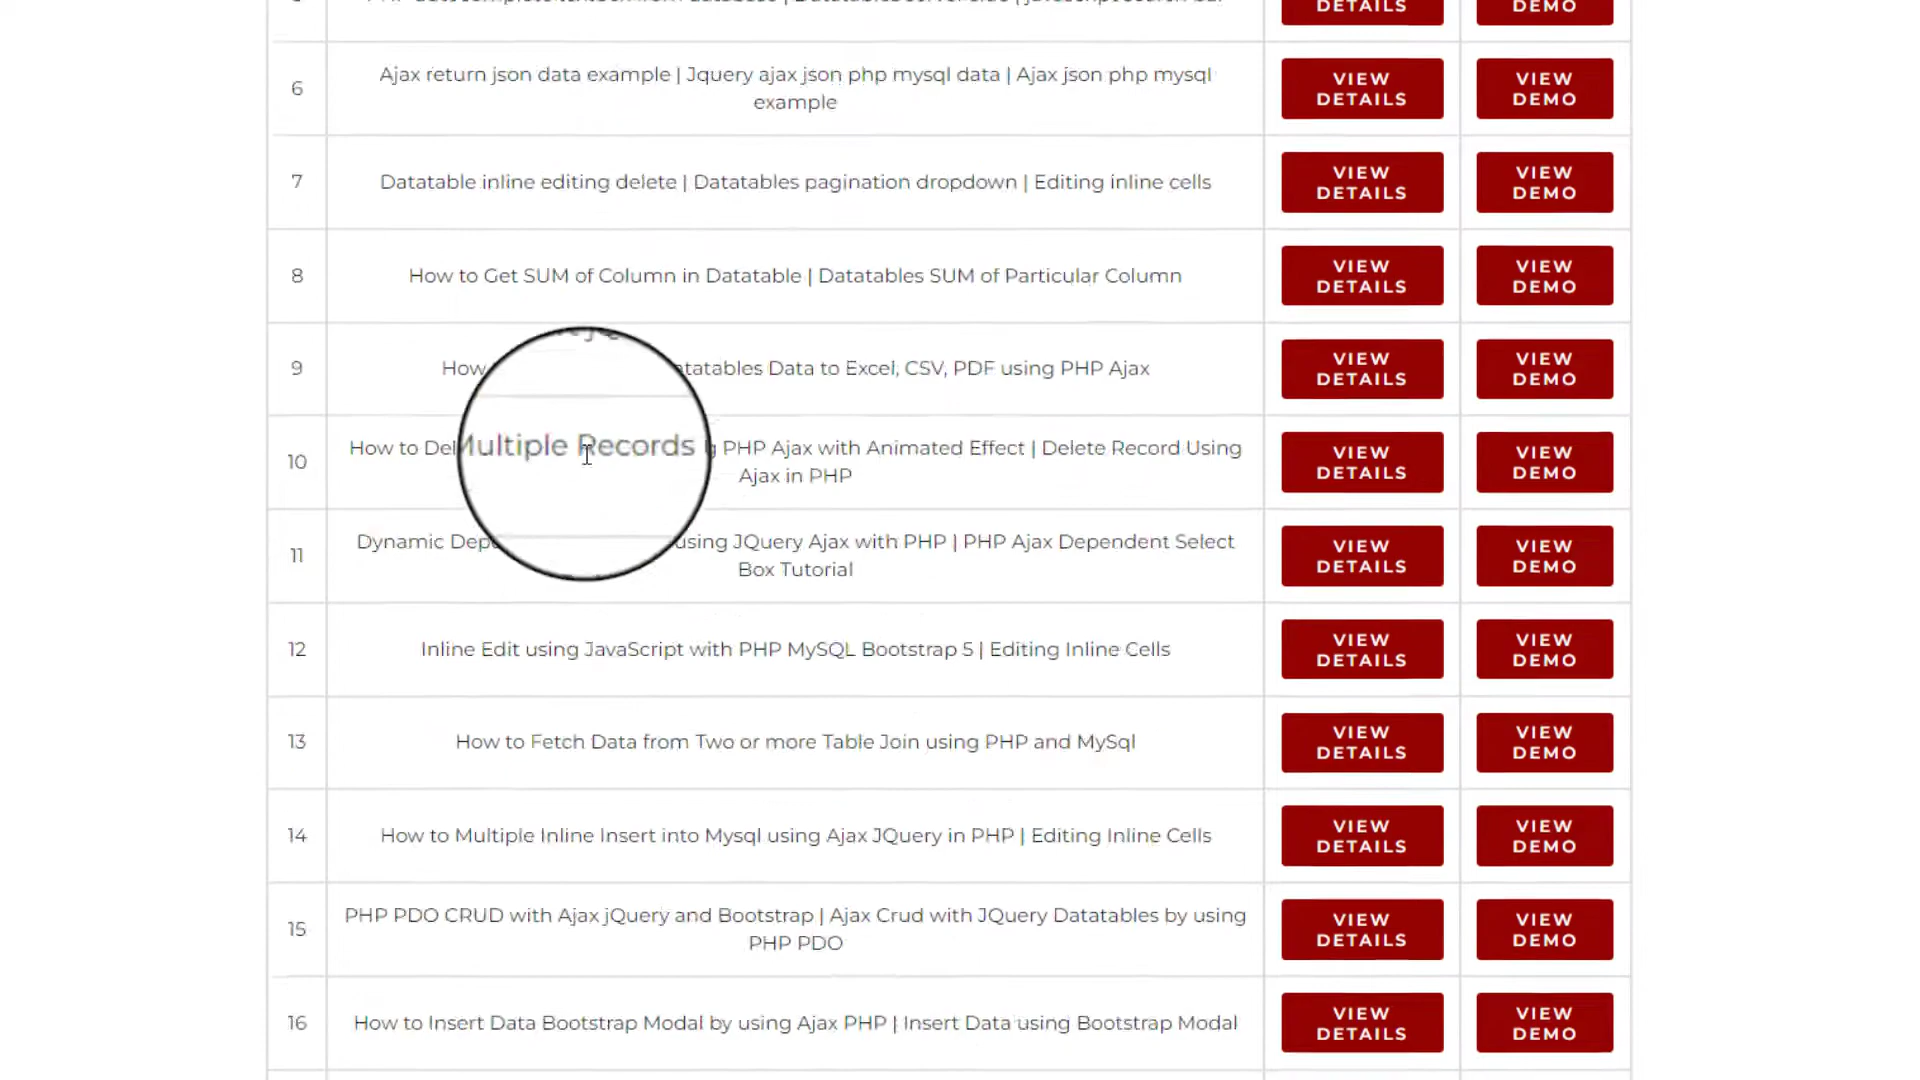 DETAILS
DEMO
6
Ajax return json data example | Jquery ajax json php mysql data | Ajax json php mysql
example
VIEW
DETAILS
VIEW
DEMO
7
Datatable inline editing delete | Datatables pagination dropdown | Editing inline cells
VIEW
DETAILS
VIEW
DEMO
8
How to Get SUM of Column in Datatable | Datatables SUM of Particular Column
VIEW
DETAILS
VIEW
DEMO
9
How tatables Data to Excel, CSV, PDF using PHP Ajax
VIEW
DETAILS
VIEW
DEMO
10
How to Del Multiple Records g PHP Ajax with Animated Effect | Delete Record Using
Ajax in PHP
VIEW
DETAILS
VIEW
DEMO
11
Dynamic Dep using JQuery Ajax with PHP | PHP Ajax Dependent Select
Box Tutorial
VIEW
DETAILS
VIEW
DEMO
12
Inline Edit using JavaScript with PHP MySQL Bootstrap 5 | Editing Inline Cells
VIEW
DETAILS
VIEW
DEMO
13
How to Fetch Data from Two or more Table Join using PHP and MySql
VIEW
DETAILS
VIEW
DEMO
14
How to Multiple Inline Insert into Mysql using Ajax JQuery in PHP | Editing Inline Cells
VIEW
DETAILS
VIEW
DEMO
15
PHP PDO CRUD with Ajax jQuery and Bootstrap | Ajax Crud with JQuery Datatables by using
PHP PDO
VIEW
DETAILS
VIEW
DEMO
16
How to Insert Data Bootstrap Modal by using Ajax PHP | Insert Data using Bootstrap Modal
VIEW
DETAILS
VIEW
DEMO